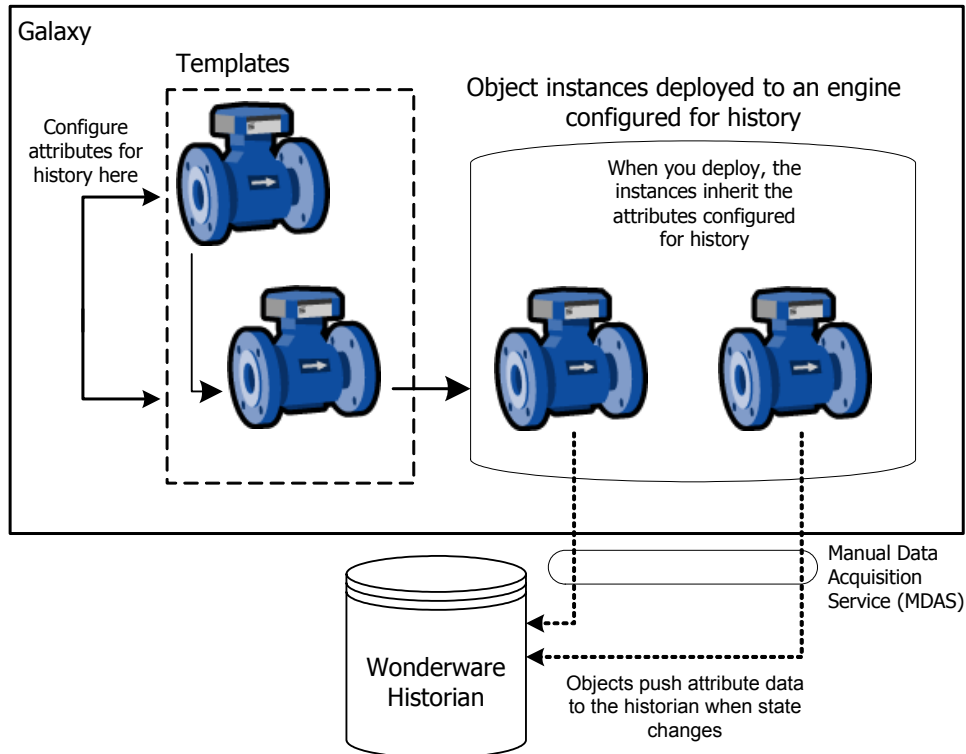 Galaxy
Templates
Configure
attributes for
history here
Object instances deployed to an engine
configured for history
When you deploy, the
instances inherit the
attributes configured
for history
Manual Data
Acquisition
Service (MDAS)
Wonderware
Historian
Objects push attribute data
to the historian when state
changes